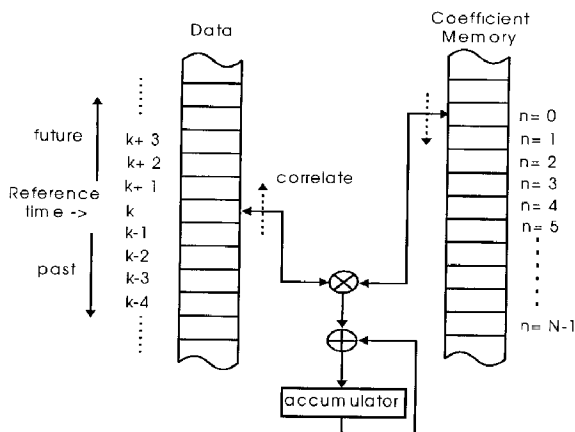 Data
Coefficient
Memory
future
k+ 3
k+ 2
k+ 1
Reference
time ->
k
k-1
k-2
past
k-3
k-4
correlate
n= 0
n= 1
n= 2
n= 3
n= 4
n= 5
n= N-1
accumulator